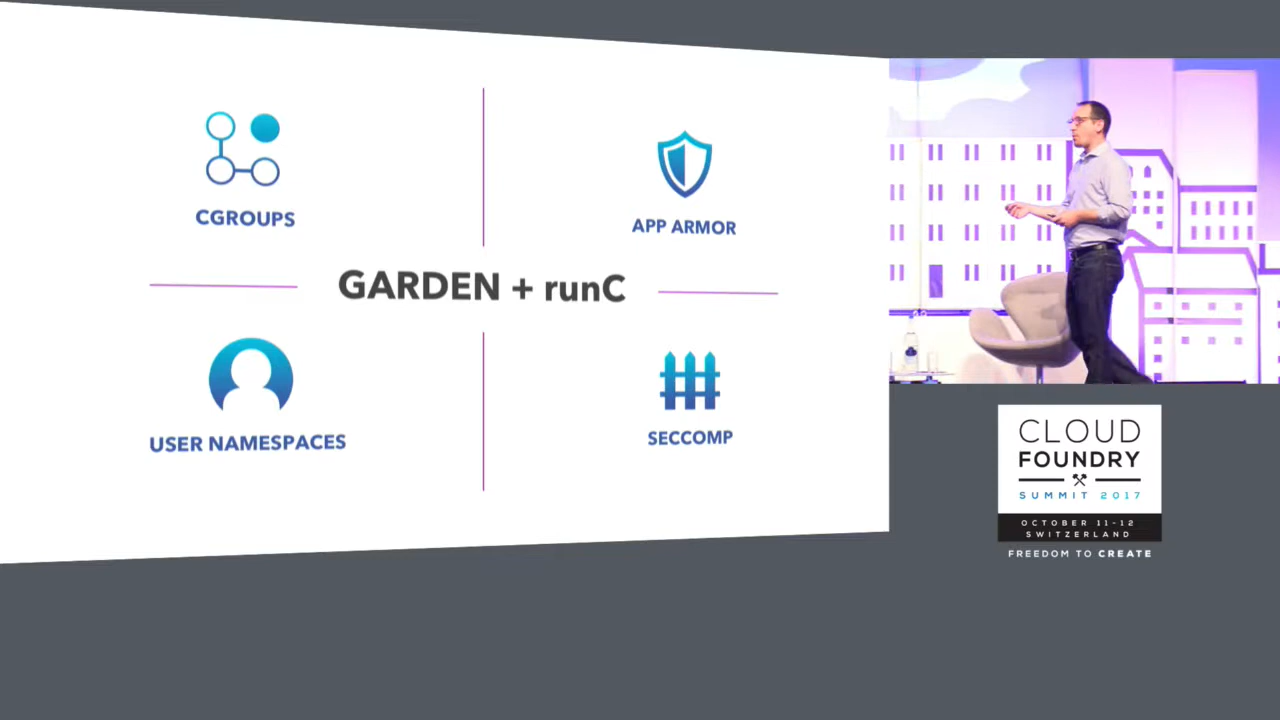 CGROUPS
APP ARMOR
GARDEN + runC
USER NAMESPACES
SECCOMP
CLOUD
FOUNDRY
SUMMIT 2017
OCTOBER 11-12
SWITZERLAND
FREEDOM TO CREATE